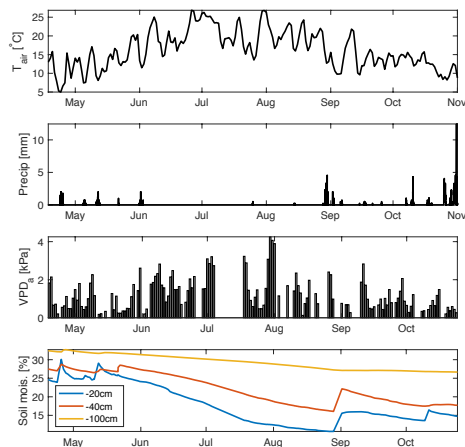 T_air [°C]
25
20
15
10
5
May Jun Jul Aug Sep Oct Nov
Precip [mm]
10
5
0
May Jun Jul Aug Sep Oct Nov
VPD_a [kPa]
4
2
0
May Jun Jul Aug Sep Oct
Soil mois. [%]
30
25
20
15
-20cm
-40cm
-100cm
May Jun Jul Aug Sep Oct